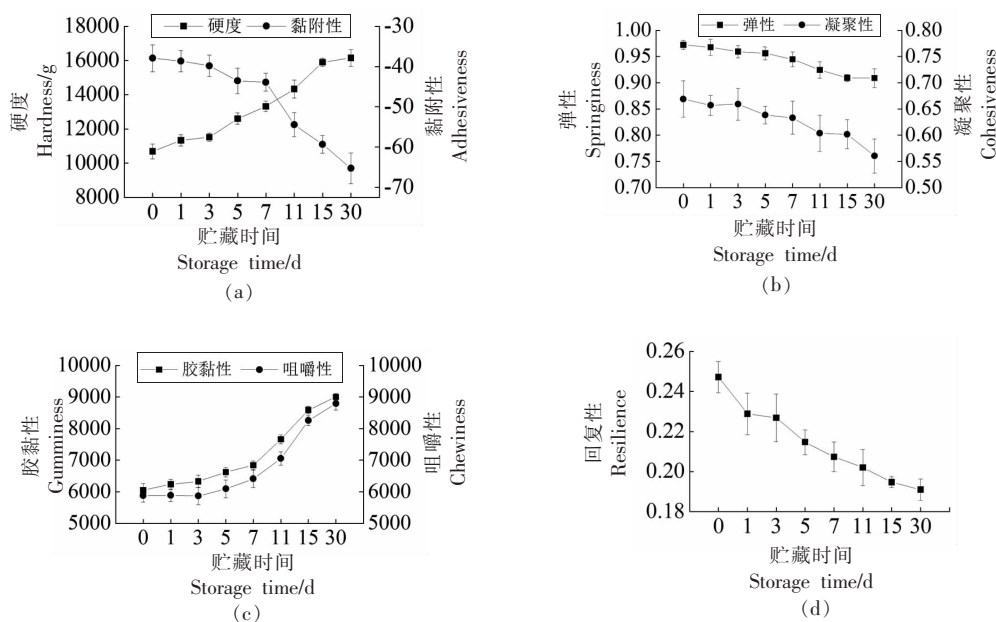 硬度 黏附性
硬度
Hardness/g
18000
16000
14000
12000
10000
8000
-30
-40
-50
-60
-70
黏附性
Adhesiveness
0 1 3 5 7 11 15 30
贮藏时间
Storage time/d
(a)
弹性 凝聚性
弹性
Springiness
1.00
0.95
0.90
0.85
0.80
0.75
0.70
0.80
0.75
0.70
0.65
0.60
0.55
0.50
凝聚性
Cohesiveness
0 1 3 5 7 11 15 30
贮藏时间
Storage time/d
(b)
胶黏性 咀嚼性
胶黏性
Gumminess
10000
9000
8000
7000
6000
5000
10000
9000
8000
7000
6000
5000
咀嚼性
Chewiness
0 1 3 5 7 11 15 30
贮藏时间
Storage time/d
(c)
回复性
Resilience
0.26
0.24
0.22
0.20
0.18
0 1 3 5 7 11 15 30
贮藏时间
Storage time/d
(d)